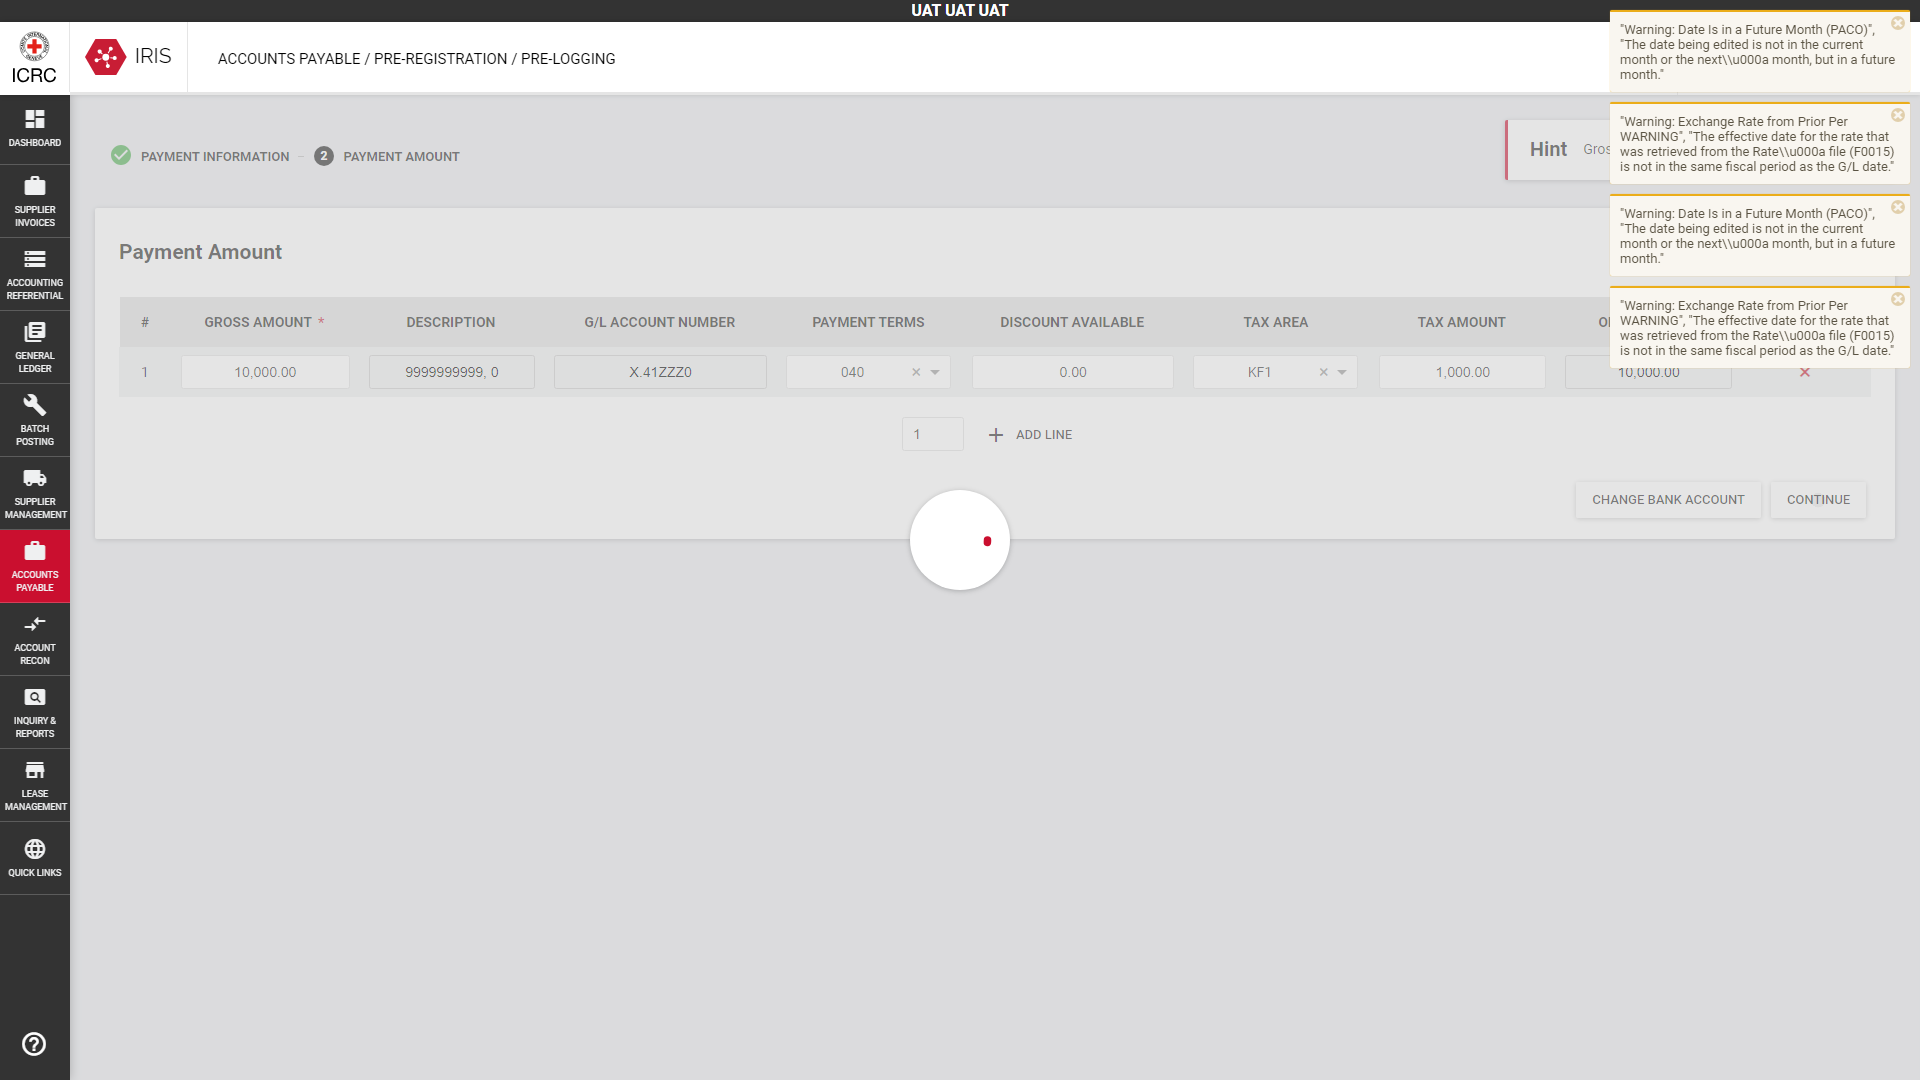 UAT UAT UAT
ICRC
IRIS
ACCOUNTS PAYABLE / PRE-REGISTRATION / PRE-LOGGING
"Warning: Date Is in a Future Month (PACO)",
"The date being edited is not in the current
month or the next\\u000a month, but in a future
month."
"Warning: Exchange Rate from Prior Per
WARNING", "The effective date for the rate that
was retrieved from the Rate\\u000a file (F0015)
is not in the same fiscal period as the G/L date."
"Warning: Date Is in a Future Month (PACO)",
"The date being edited is not in the current
month or the next\\u000a month, but in a future
month."
"Warning: Exchange Rate from Prior Per
WARNING", "The effective date for the rate that
was retrieved from the Rate\\u000a file (F0015)
is not in the same fiscal period as the G/L date."
DASHBOARD
SUPPLIER
INVOICES
ACCOUNTING
REFERENTIAL
GENERAL
LEDGER
BATCH
POSTING
SUPPLIER
MANAGEMENT
ACCOUNTS
PAYABLE
ACCOUNT
RECON
INQUIRY &
REPORTS
LEASE
MANAGEMENT
QUICK LINKS
PAYMENT INFORMATION
2 PAYMENT AMOUNT
Hint
Payment Amount
# GROSS AMOUNT * DESCRIPTION G/L ACCOUNT NUMBER PAYMENT TERMS DISCOUNT AVAILABLE TAX AREA TAX AMOUNT
1 10,000.00 9999999999, 0 X.41ZZZ0 040 0.00 KF1 1,000.00 10,000.00
1 ADD LINE
CHANGE BANK ACCOUNT CONTINUE